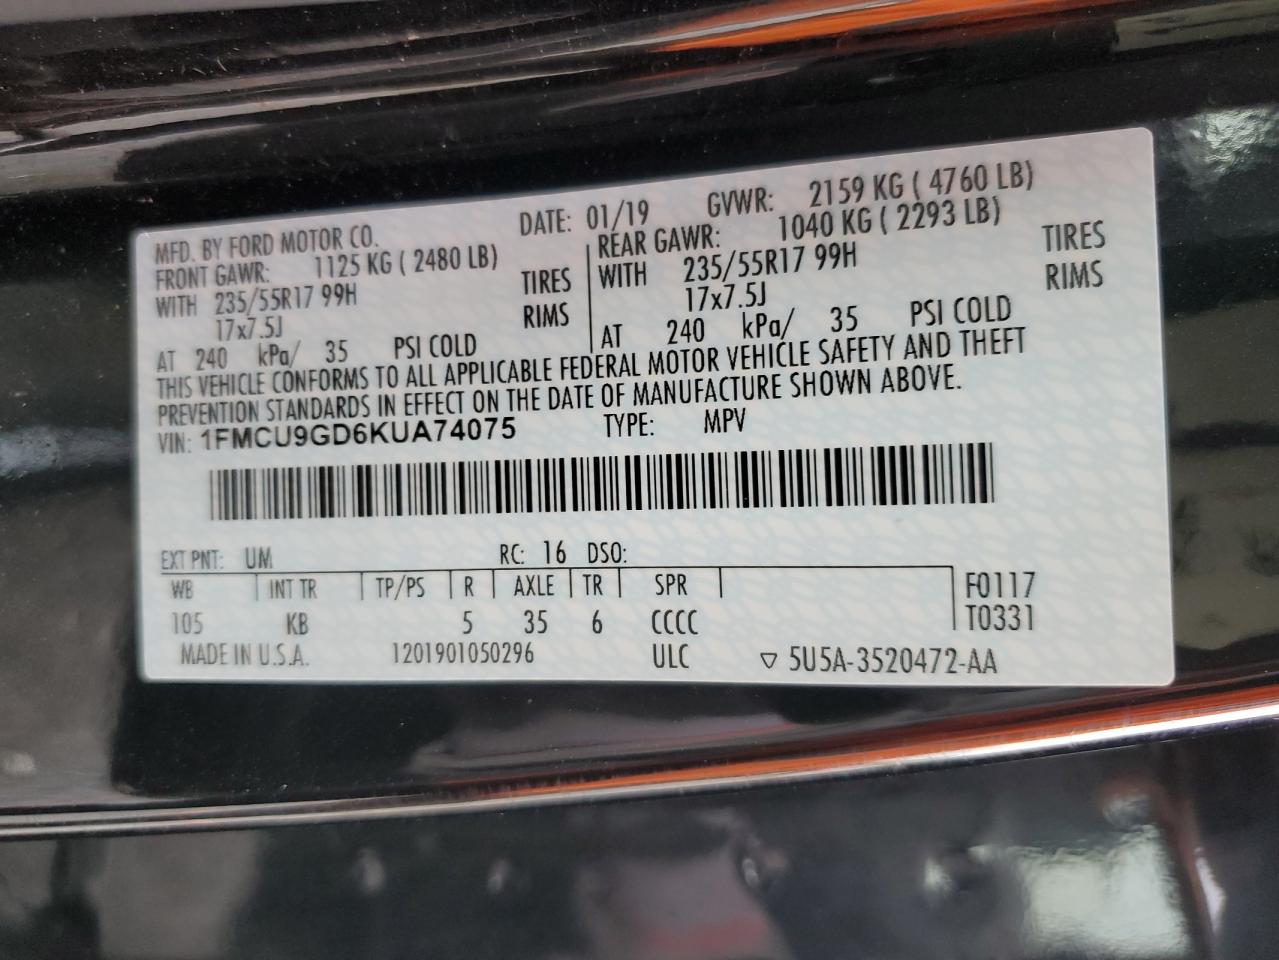 MFD. BY FORD MOTOR CO. DATE: 01/19 GVWR: 2159 KG ( 4760 LB)
FRONT GAWR: 1125 KG ( 2480 LB) REAR GAWR: 1040 KG ( 2293 LB)
WITH 235/55R17 99H TIRES WITH 235/55R17 99H TIRES
17x7.5J RIMS 17x7.5J RIMS
AT 240 kPa/ 35 PSI COLD AT 240 kPa/ 35 PSI COLD
THIS VEHICLE CONFORMS TO ALL APPLICABLE FEDERAL MOTOR VEHICLE SAFETY AND THEFT
PREVENTION STANDARDS IN EFFECT ON THE DATE OF MANUFACTURE SHOWN ABOVE.
VIN: 1FMCU9GD6KUA74075 TYPE: MPV
EXT PNT: UM RC: 16 DSO:
WB INT TR TP/PS R AXLE TR SPR F0117
105 KB 5 35 6 CCCC T0331
MADE IN U.S.A. 1201901050296 ULC ▽ 5U5A-3520472-AA